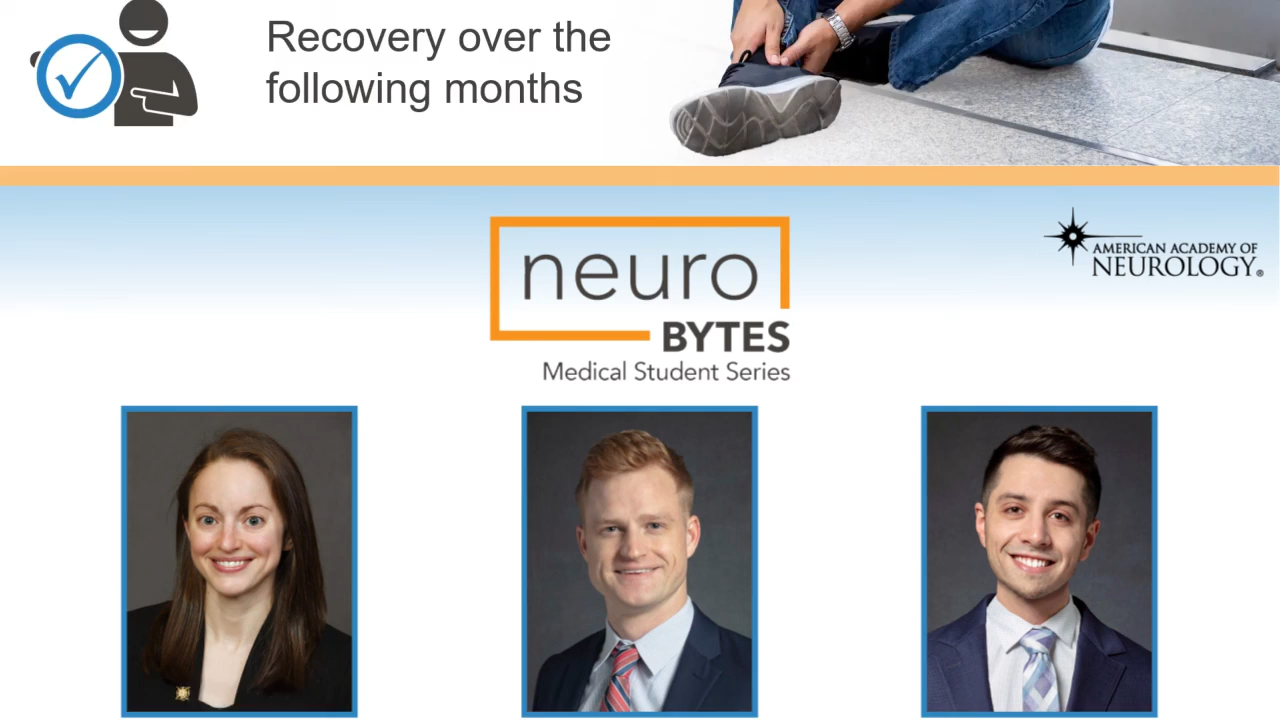 Recovery over the
following months
neuro
BYTES
Medical Student Series
AMERICAN ACADEMY OF
NEUROLOGY®